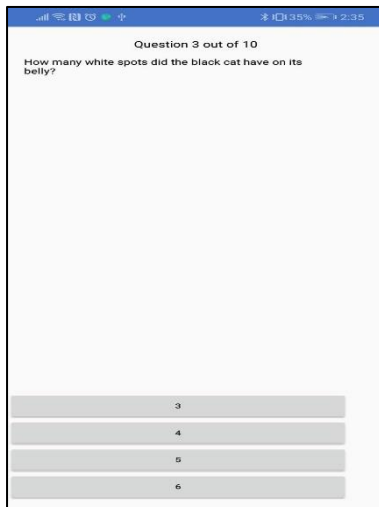 35% 2:35
Question 3 out of 10
How many white spots did the black cat have on its
belly?
3
4
5
6